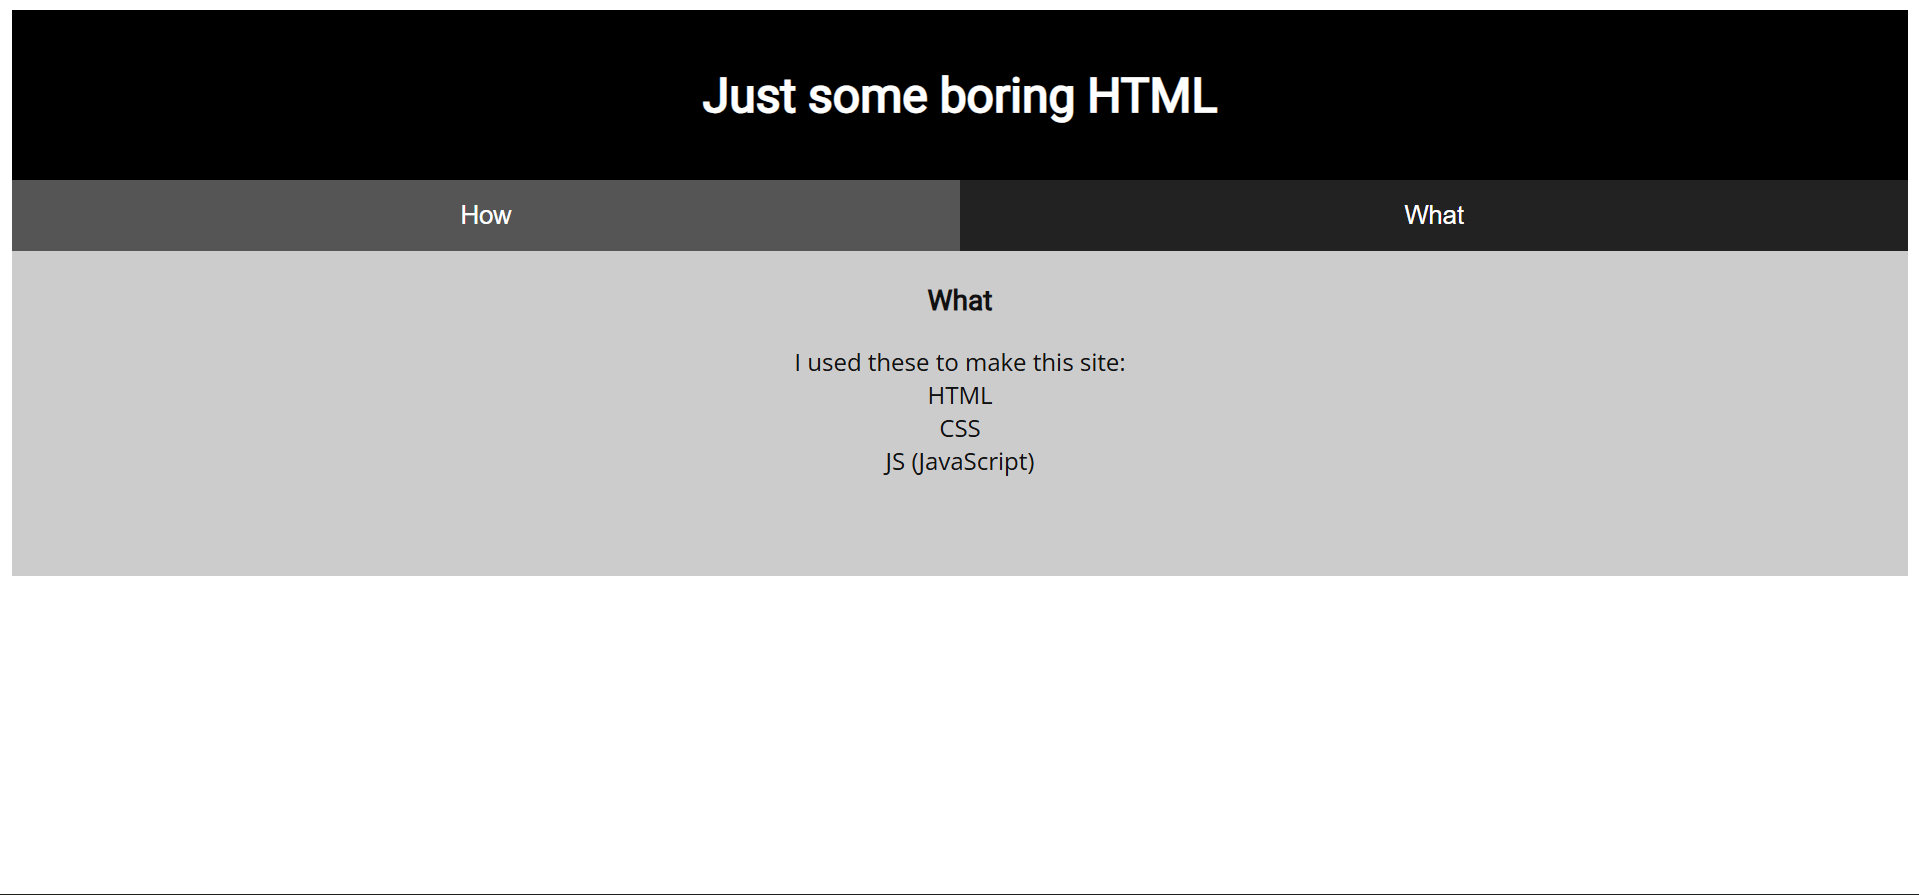 Just some boring HTML
How
What
What
I used these to make this site:
HTML
CSS
JS (JavaScript)